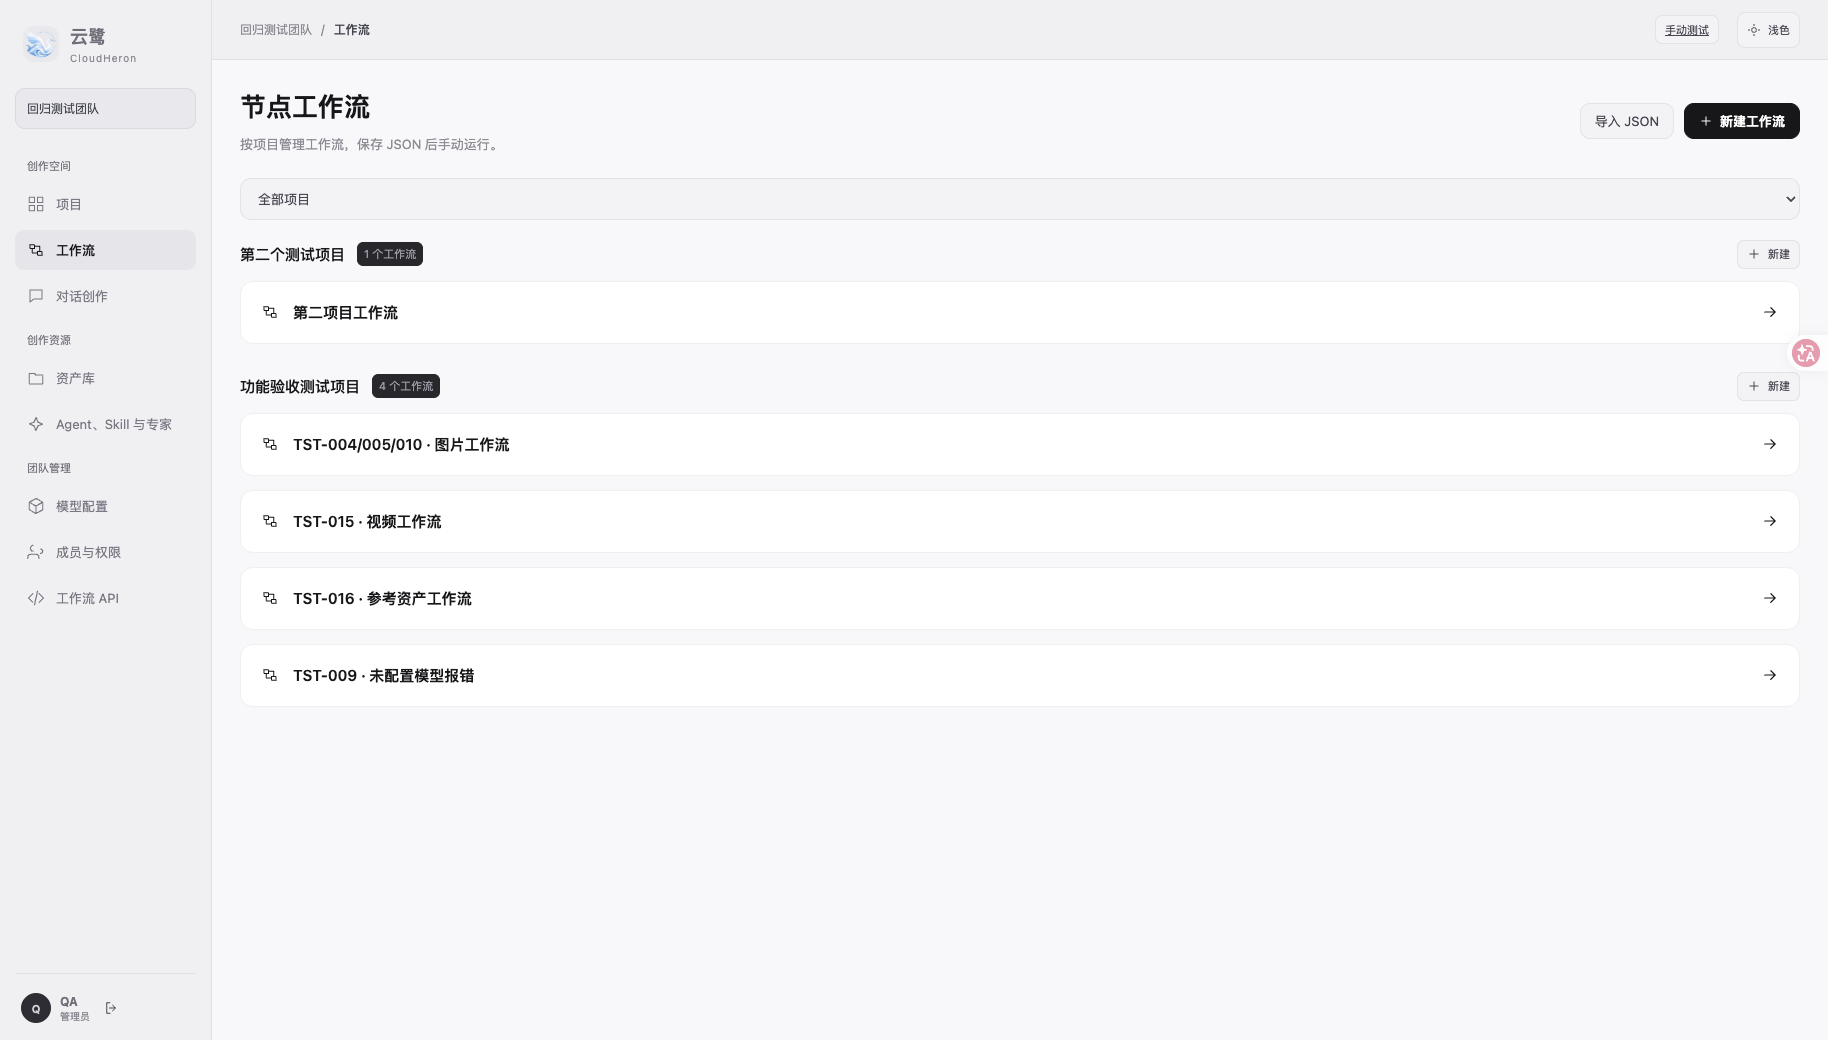 云鹭
CloudHeron
回归测试团队
创作空间
项目
工作流
对话创作
创作资源
资产库
Agent、Skill 与专家
团队管理
模型配置
成员与权限
工作流 API
Q
QA
管理员
回归测试团队 / 工作流
手动测试
浅色
节点工作流
按项目管理工作流，保存 JSON 后手动运行。
导入 JSON
新建工作流
全部项目
第二个测试项目 1 个工作流
新建
第二项目工作流
功能验收测试项目 4 个工作流
新建
TST-004/005/010 · 图片工作流
TST-015 · 视频工作流
TST-016 · 参考资产工作流
TST-009 · 未配置模型报错